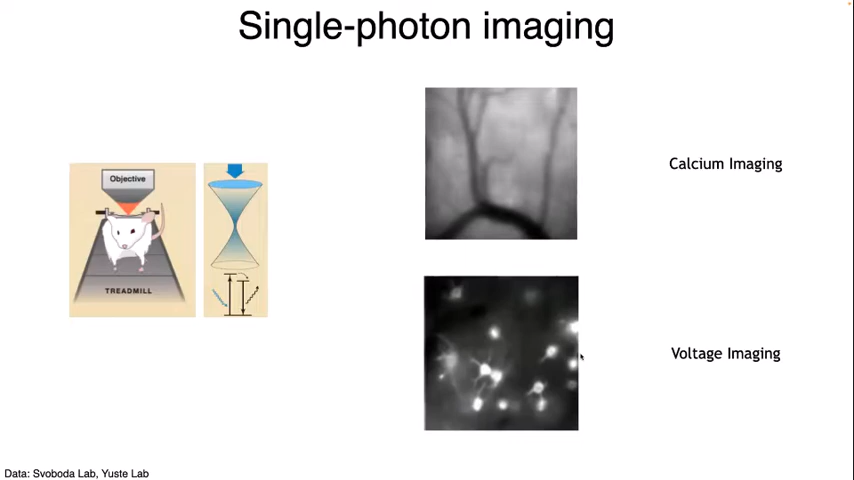 Single-photon imaging
Objective
TREADMILL
Calcium Imaging
Voltage Imaging
Data: Svoboda Lab, Yuste Lab